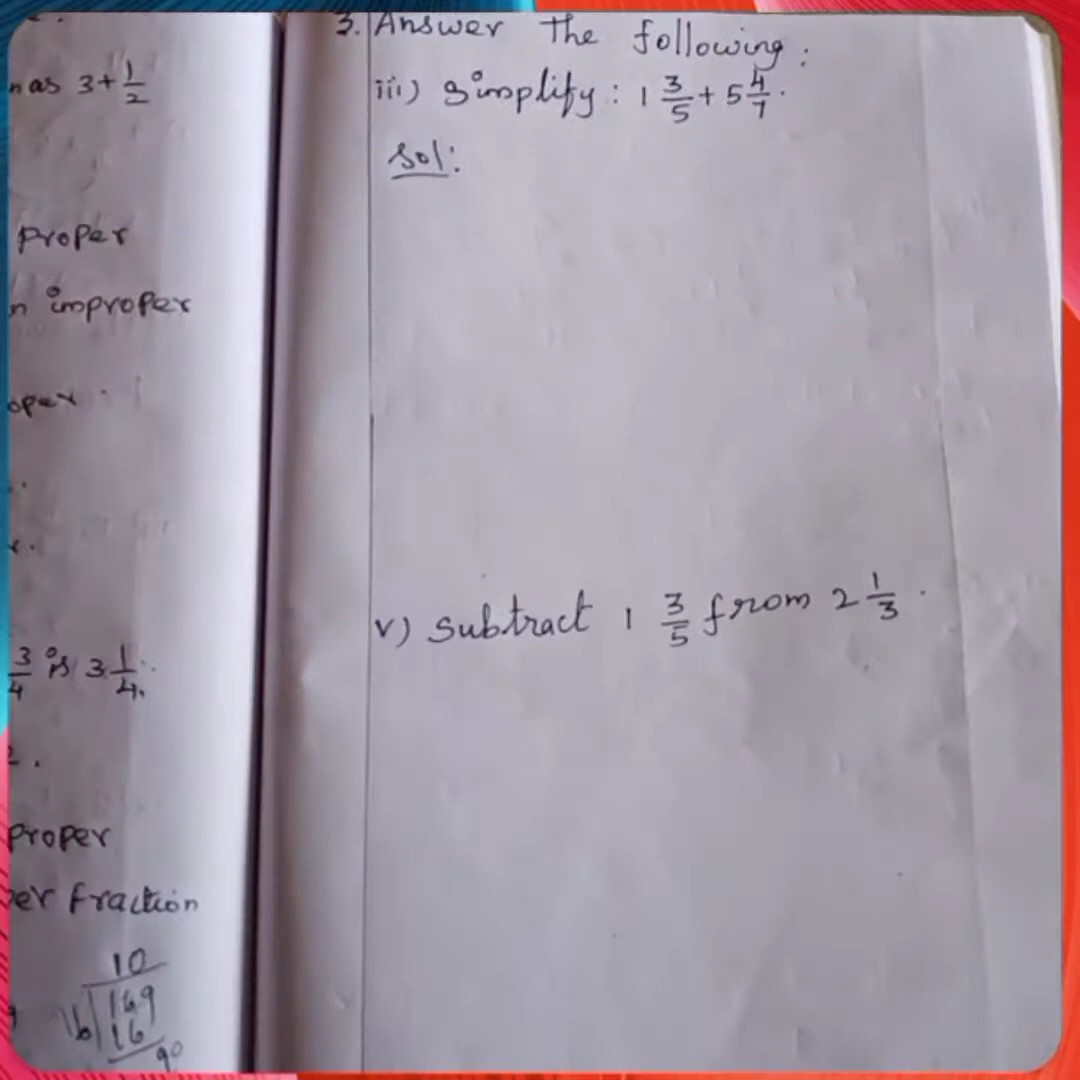 as 3+1/2
proper
improper
3/4 is 3 1/4.
2.
proper
er fraction
10
16 169
16
90
3. Answer the following:
iii) Simplify: 1 3/5 + 5 4/7.
Sol:
v) Subtract 1 3/5 from 2 1/3.